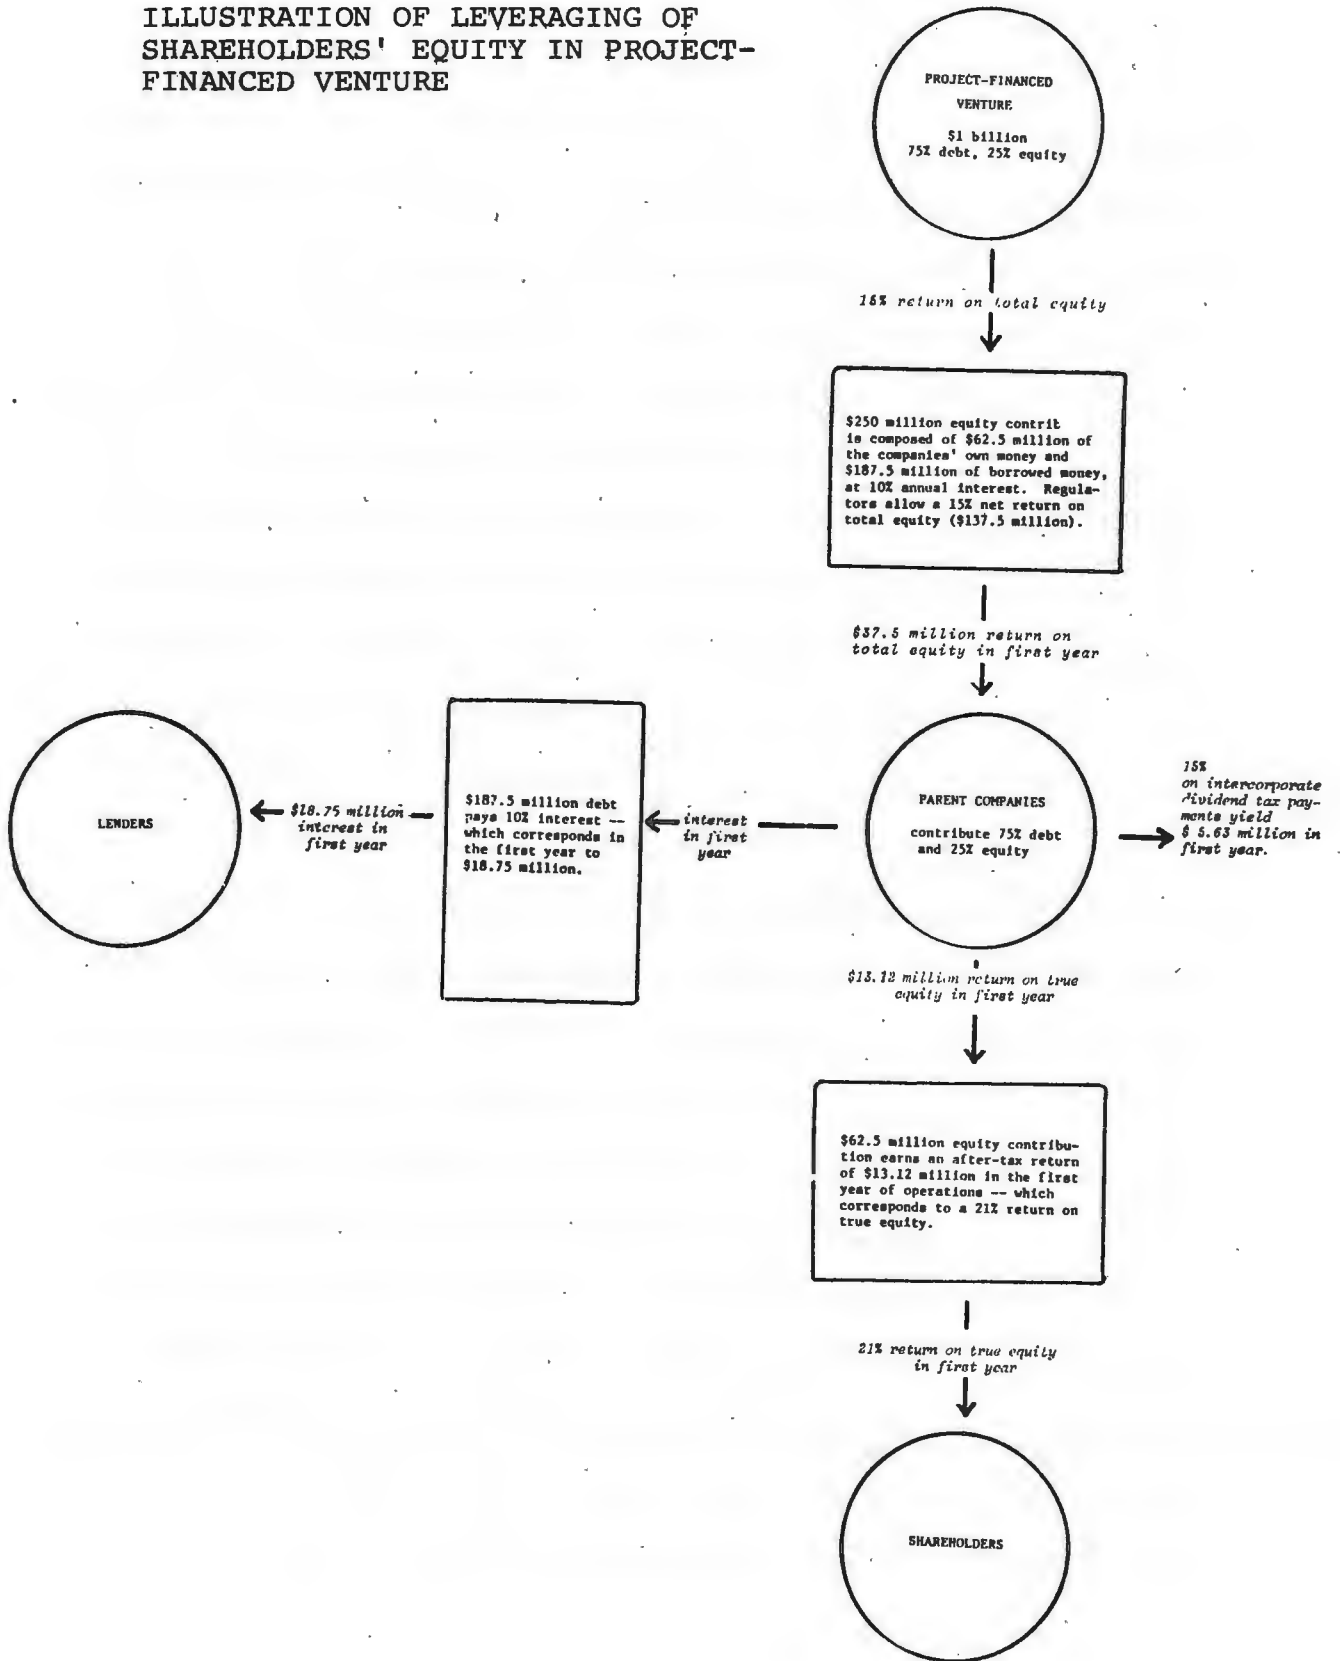 ILLUSTRATION OF LEVERAGING OF
SHAREHOLDERS' EQUITY IN PROJECT-
FINANCED VENTURE
PROJECT-FINANCED
VENTURE
$1 billion
75% debt, 25% equity
15% return on total equity
$250 million equity contrit
is composed of $62.5 million of
the companies' own money and
$187.5 million of borrowed money,
at 10% annual interest. Regula-
tors allow a 15% net return on
total equity ($137.5 million).
$37.5 million return on
total equity in first year
LENDERS
$18.75 million
interest in
first year
$187.5 million debt
pays 10% interest --
which corresponds in
the first year to
$18.75 million.
interest
in first
year
PARENT COMPANIES
contribute 75% debt
and 25% equity
15%
on intercorporate
dividend tax pay-
ments yield
$ 5.63 million in
first year.
$13.12 million return on true
equity in first year
$62.5 million equity contribu-
tion earns an after-tax return
of $13.12 million in the first
year of operations -- which
corresponds to a 21% return on
true equity.
21% return on true equity
in first year
SHAREHOLDERS